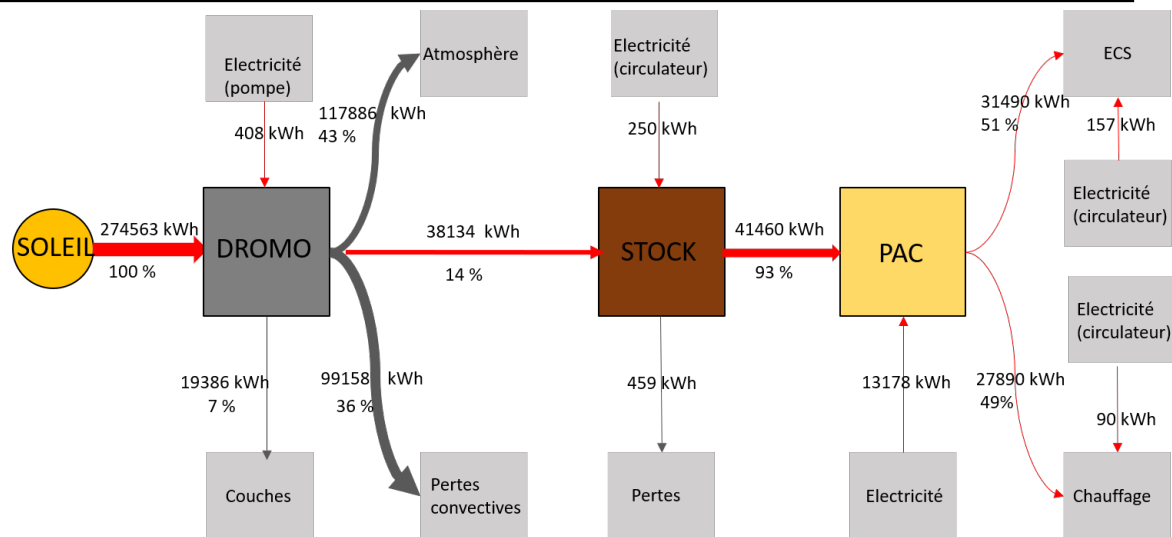 Electricité
(pompe)
Atmosphère
Electricité
(circulateur)
ECS
117886 kWh
43 %
408 kWh
250 kWh
31490 kWh
51 %
157 kWh
Electricité
(circulateur)
SOLEIL
274563 kWh
100 %
DROMO
38134 kWh
14 %
STOCK
41460 kWh
93 %
PAC
Electricité
(circulateur)
19386 kWh
7 %
99158 kWh
36 %
459 kWh
13178 kWh
27890 kWh
49%
90 kWh
Couches
Pertes
convectives
Pertes
Electricité
Chauffage